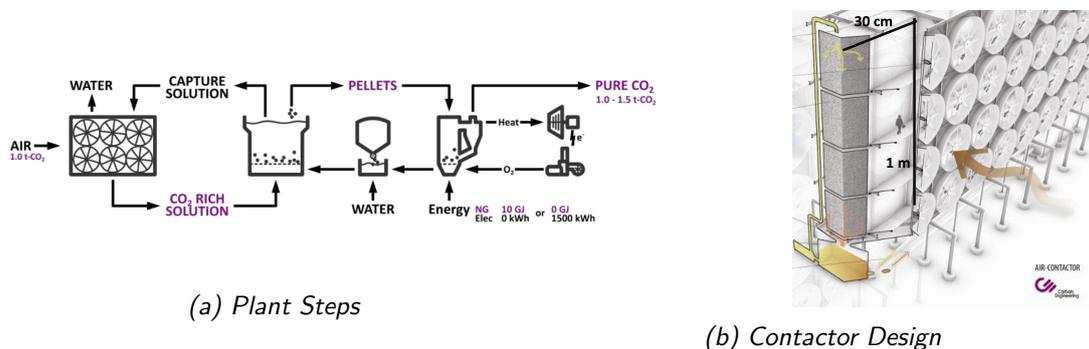 WATER
CAPTURE
SOLUTION
PELLETS
PURE CO₂
1.0 - 1.5 t-CO₂
AIR
1.0 t-CO₂
Heat
e⁻
O₂
CO₂ RICH
SOLUTION
WATER
Energy NG 10 GJ or 0 GJ
Elec 0 kWh 1500 kWh
(a) Plant Steps
30 cm
1 m
AIR-CONTACTOR
Carbon
Engineering
(b) Contactor Design